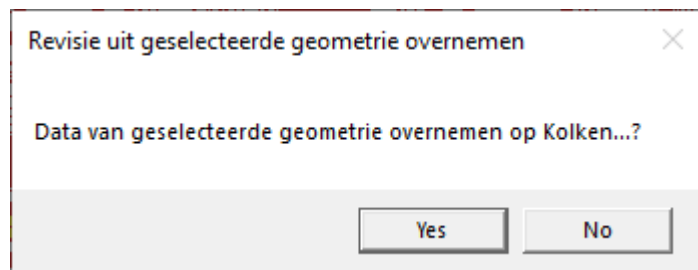 Revisie uit geselecteerde geometrie overnemen
Data van geselecteerde geometrie overnemen op Kolken...?
Yes No